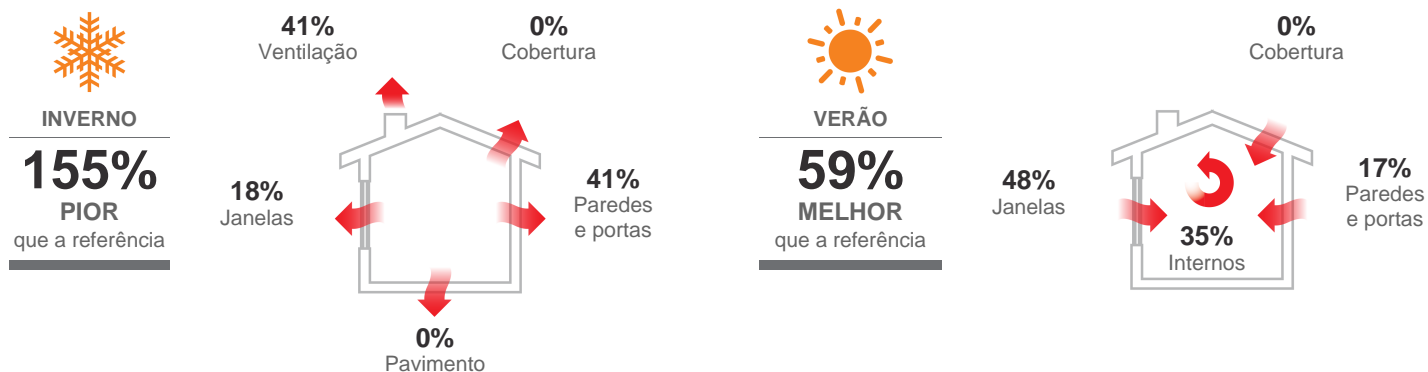 INVERNO
155%
PIOR
que a referência
41%
Ventilação
0%
Cobertura
18%
Janelas
41%
Paredes
e portas
0%
Pavimento
VERÃO
59%
MELHOR
que a referência
0%
Cobertura
48%
Janelas
17%
Paredes
e portas
35%
Internos